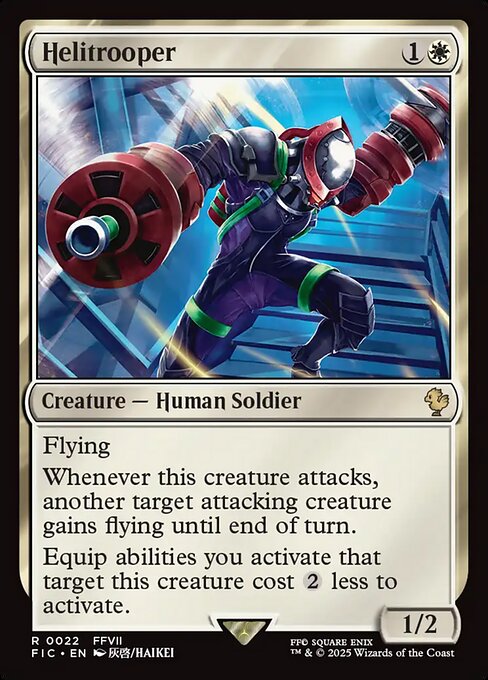 Helitrooper 1
Creature — Human Soldier
Flying
Whenever this creature attacks,
another target attacking creature
gains flying until end of turn.
Equip abilities you activate that
target this creature cost 2 less to
activate.
1/2
R 0022 FFVII
FIC • EN 灰啓/HAIKEI
FF© SQUARE ENIX
™ & © 2025 Wizards of the Coast